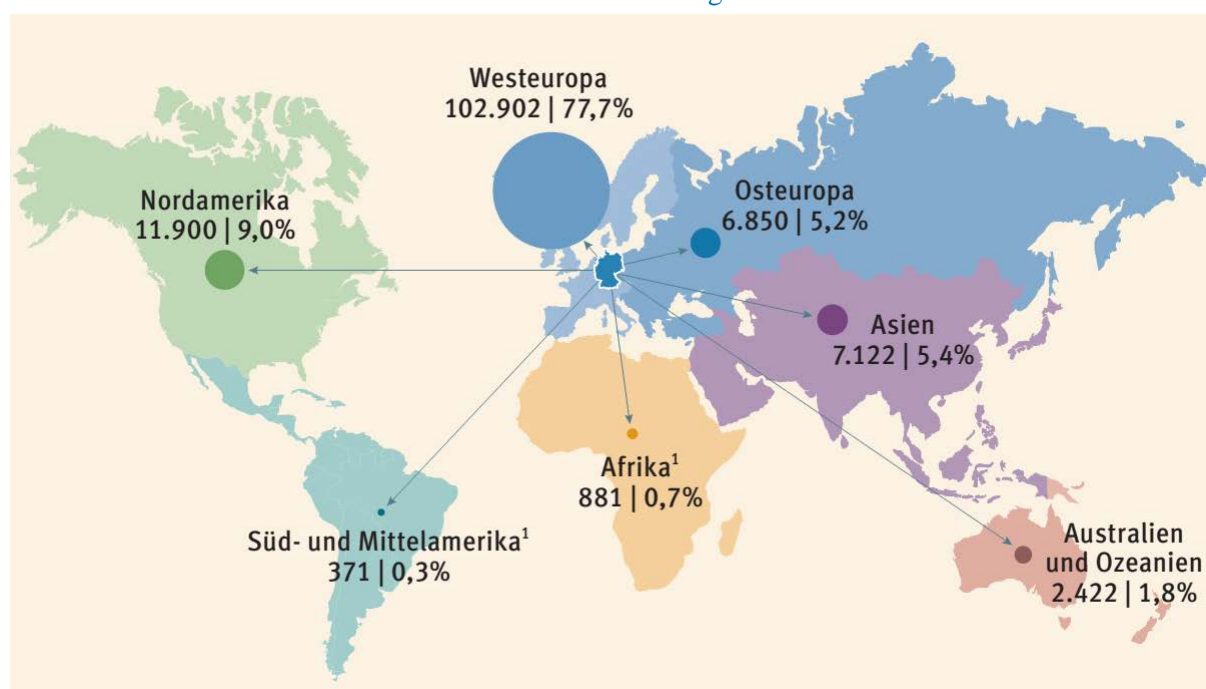 Westeuropa
102.902 | 77,7%
Nordamerika
11.900 | 9,0%
Osteuropa
6.850 | 5,2%
Asien
7.122 | 5,4%
Afrika¹
881 | 0,7%
Süd- und Mittelamerika¹
371 | 0,3%
Australien
und Ozeanien
2.422 | 1,8%